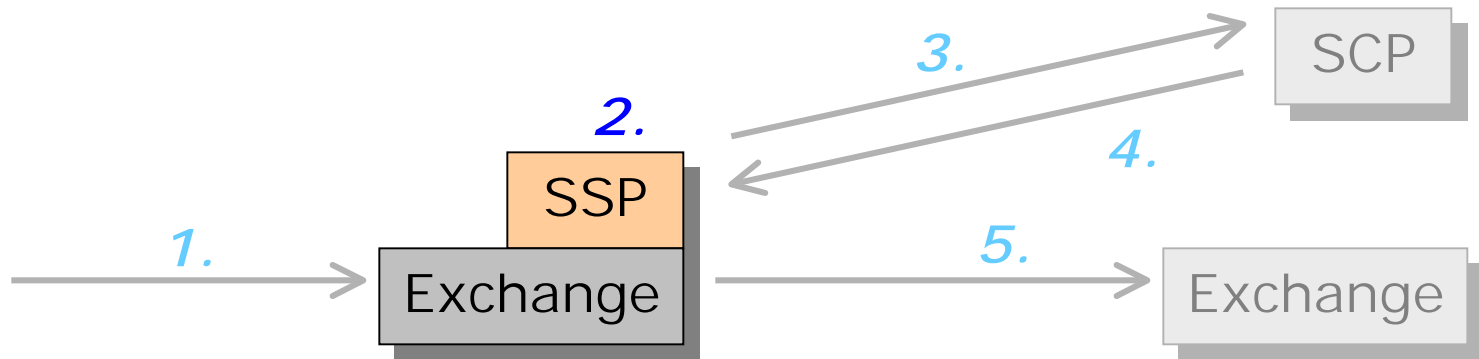 3.
SCP
2.
4.
SSP
1.
5.
Exchange
Exchange